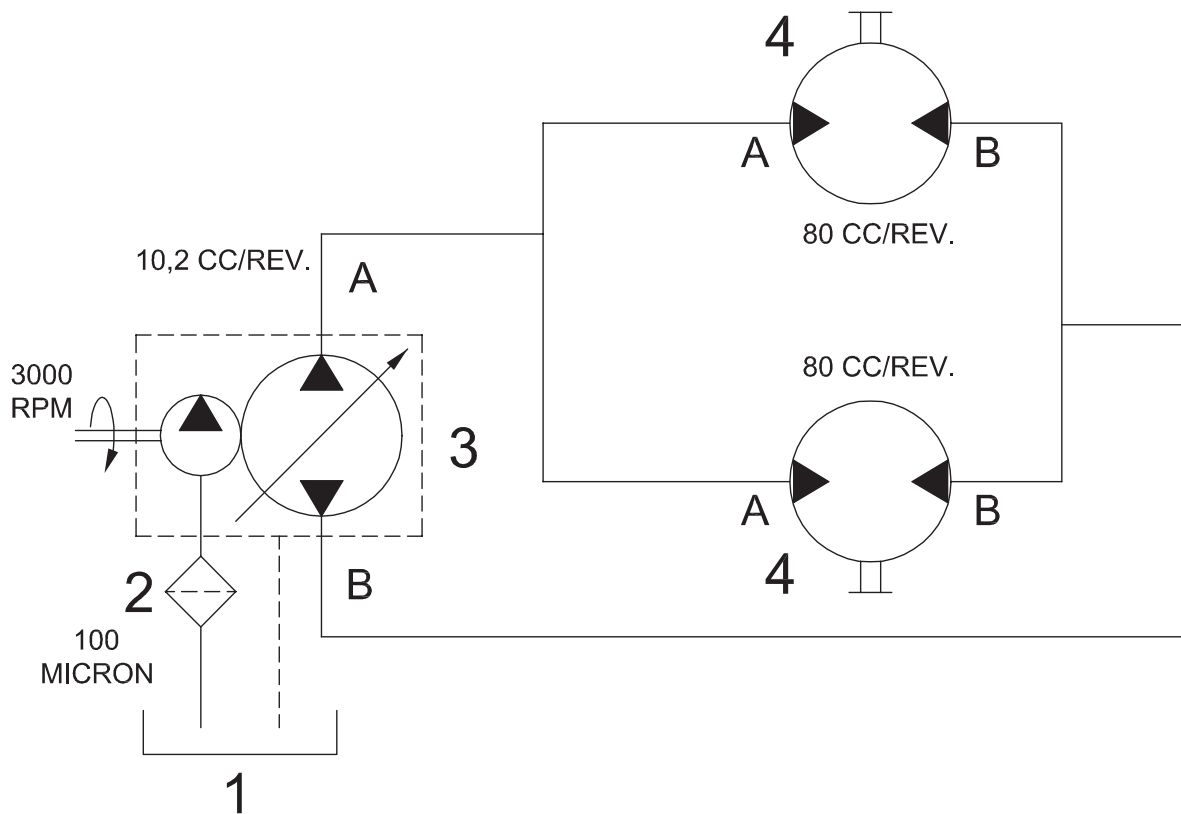 4
A
B
80 CC/REV.
10,2 CC/REV.
A
3000
RPM
3
80 CC/REV.
A
B
4
2
B
100
MICRON
1